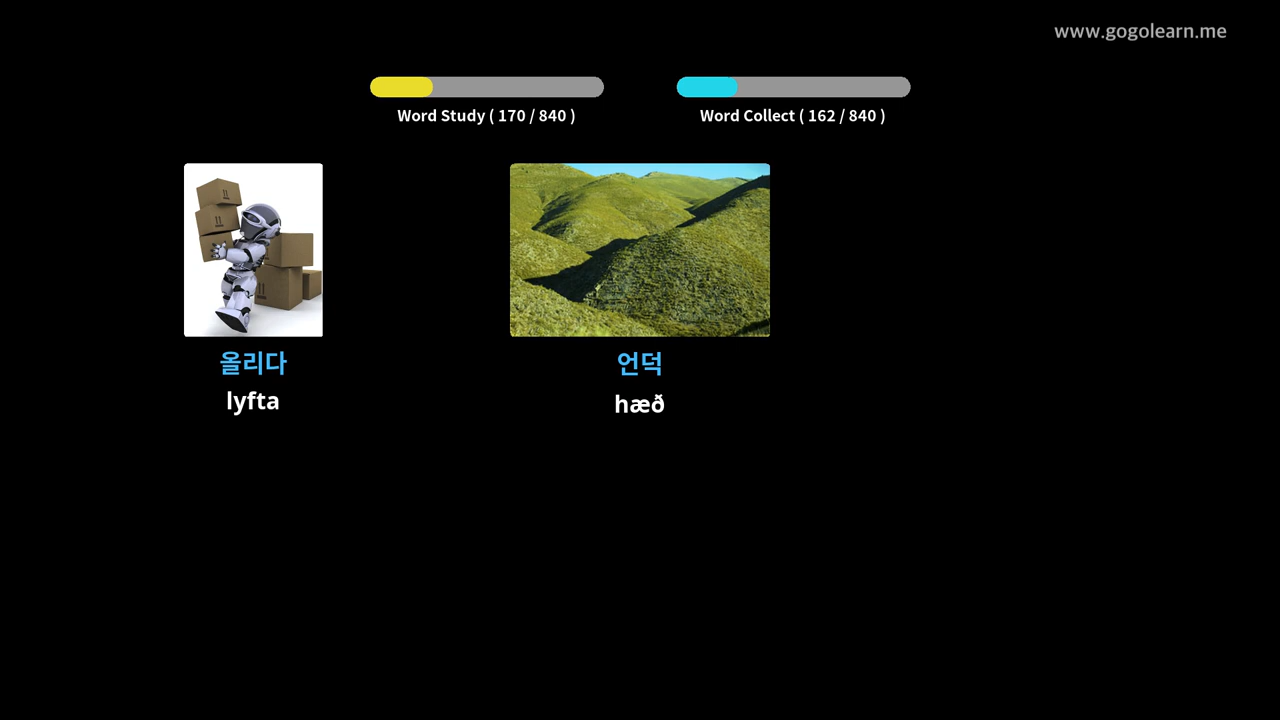 www.gogolearn.me
Word Study ( 170 / 840 )
Word Collect ( 162 / 840 )
올리다
lyfta
언덕
hæð